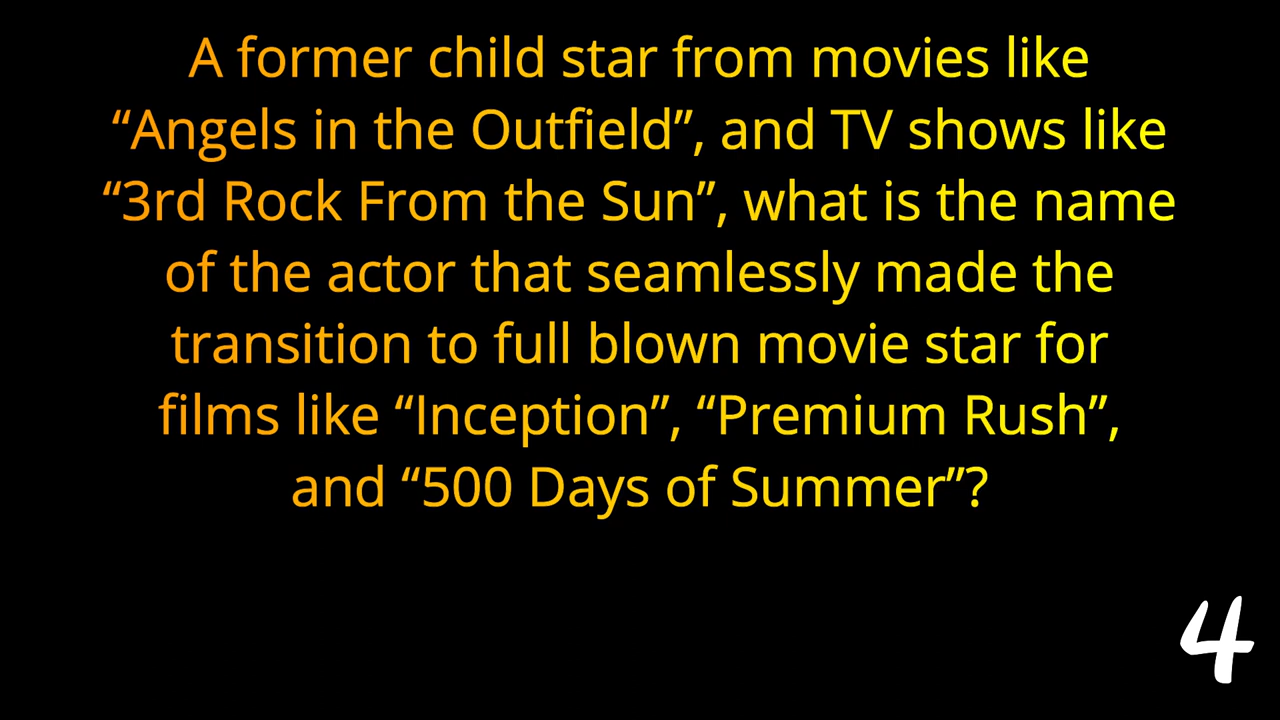 A former child star from movies like
“Angels in the Outfield”, and TV shows like
“3rd Rock From the Sun”, what is the name
of the actor that seamlessly made the
transition to full blown movie star for
films like “Inception”, “Premium Rush”,
and “500 Days of Summer”?
4